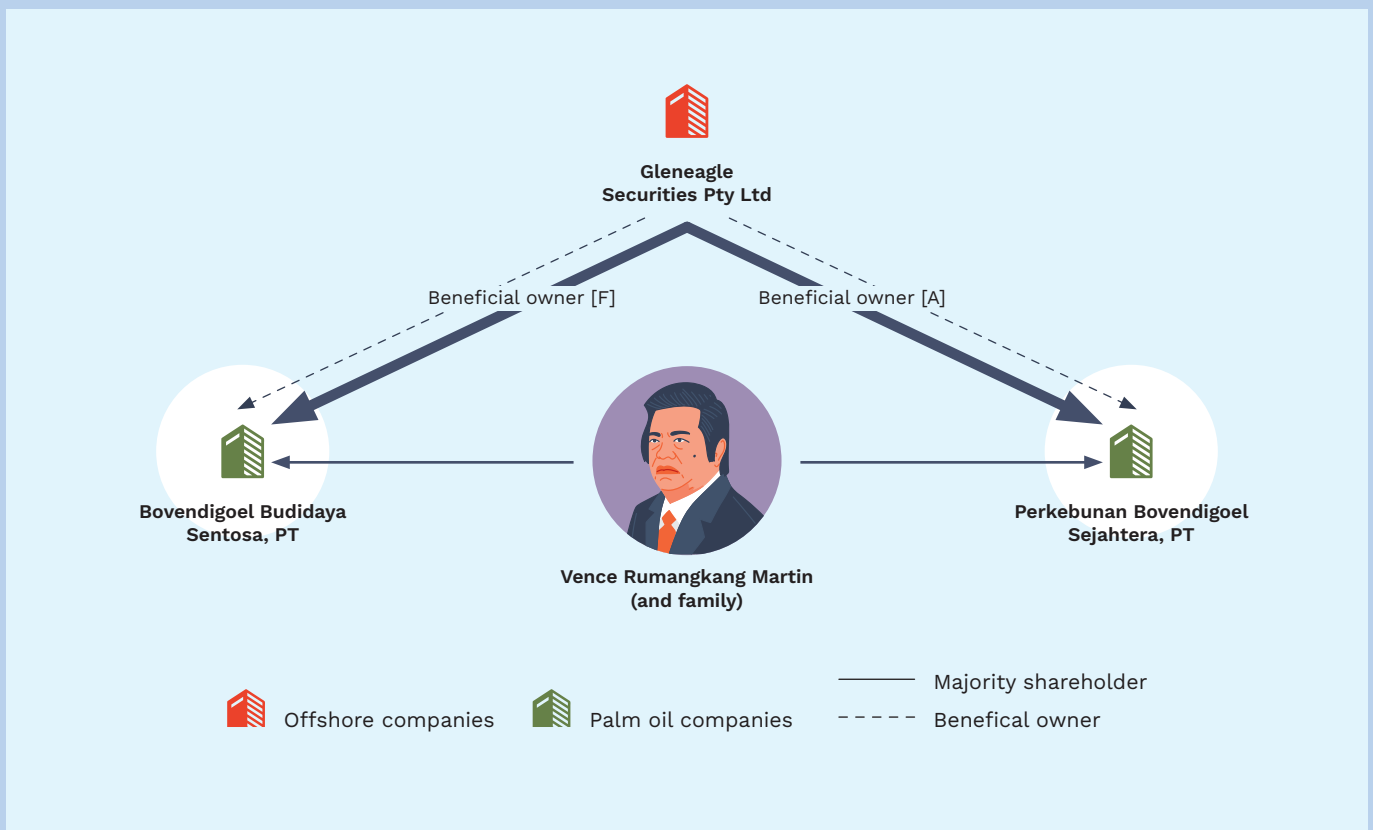 Gleneagle
Securities Pty Ltd
Beneficial owner [F]
Beneficial owner [A]
Bovendigoel Budidaya
Sentosa, PT
Perkebunan Bovendigoel
Sejahtera, PT
Vence Rumangkang Martin
(and family)
Offshore companies
Palm oil companies
Majority shareholder
Benefical owner